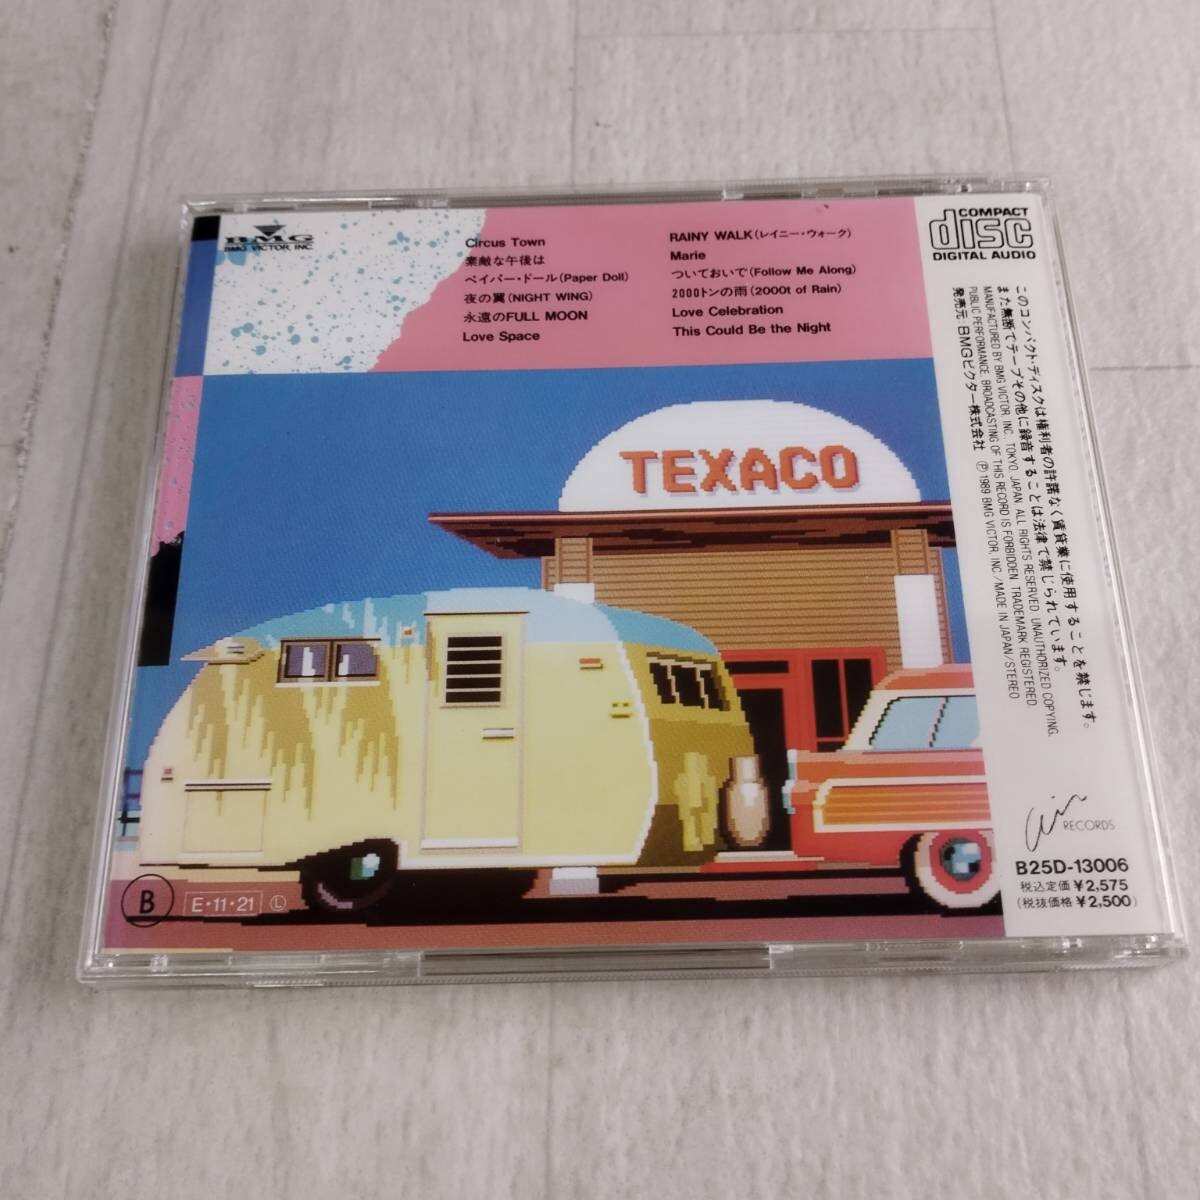 BMG
BMG VICTOR, INC.
Circus Town
素敵な午後は
ペイパー・ドール(Paper Doll)
夜の翼(NIGHT WING)
永遠のFULL MOON
Love Space
RAINY WALK(レイニー・ウォーク)
Marie
ついておいで(Follow Me Along)
2000トンの雨(2000t of Rain)
Love Celebration
This Could Be the Night
COMPACT
disc
DIGITAL AUDIO
このコンパクト・ディスクは権利者の許諾なく賃貸業に使用することを禁じます。
また無断でテープその他に録音することは法律で禁じられています。
MANUFACTURED BY BMG VICTOR, INC., TOKYO, JAPAN. ALL RIGHTS RESERVED. UNAUTHORIZED COPYING,
PUBLIC PERFORMANCE, BROADCASTING OF THIS RECORD IS FORBIDDEN. TRADEMARK REGISTERED.
発売元:BMGビクター株式会社 Ⓟ1989 BMG VICTOR, INC./MADE IN JAPAN/STEREO
TEXACO
Air RECORDS
B25D-13006
税込定価¥2,575
(税抜価格¥2,500)
B
E・11・21 Ⓛ